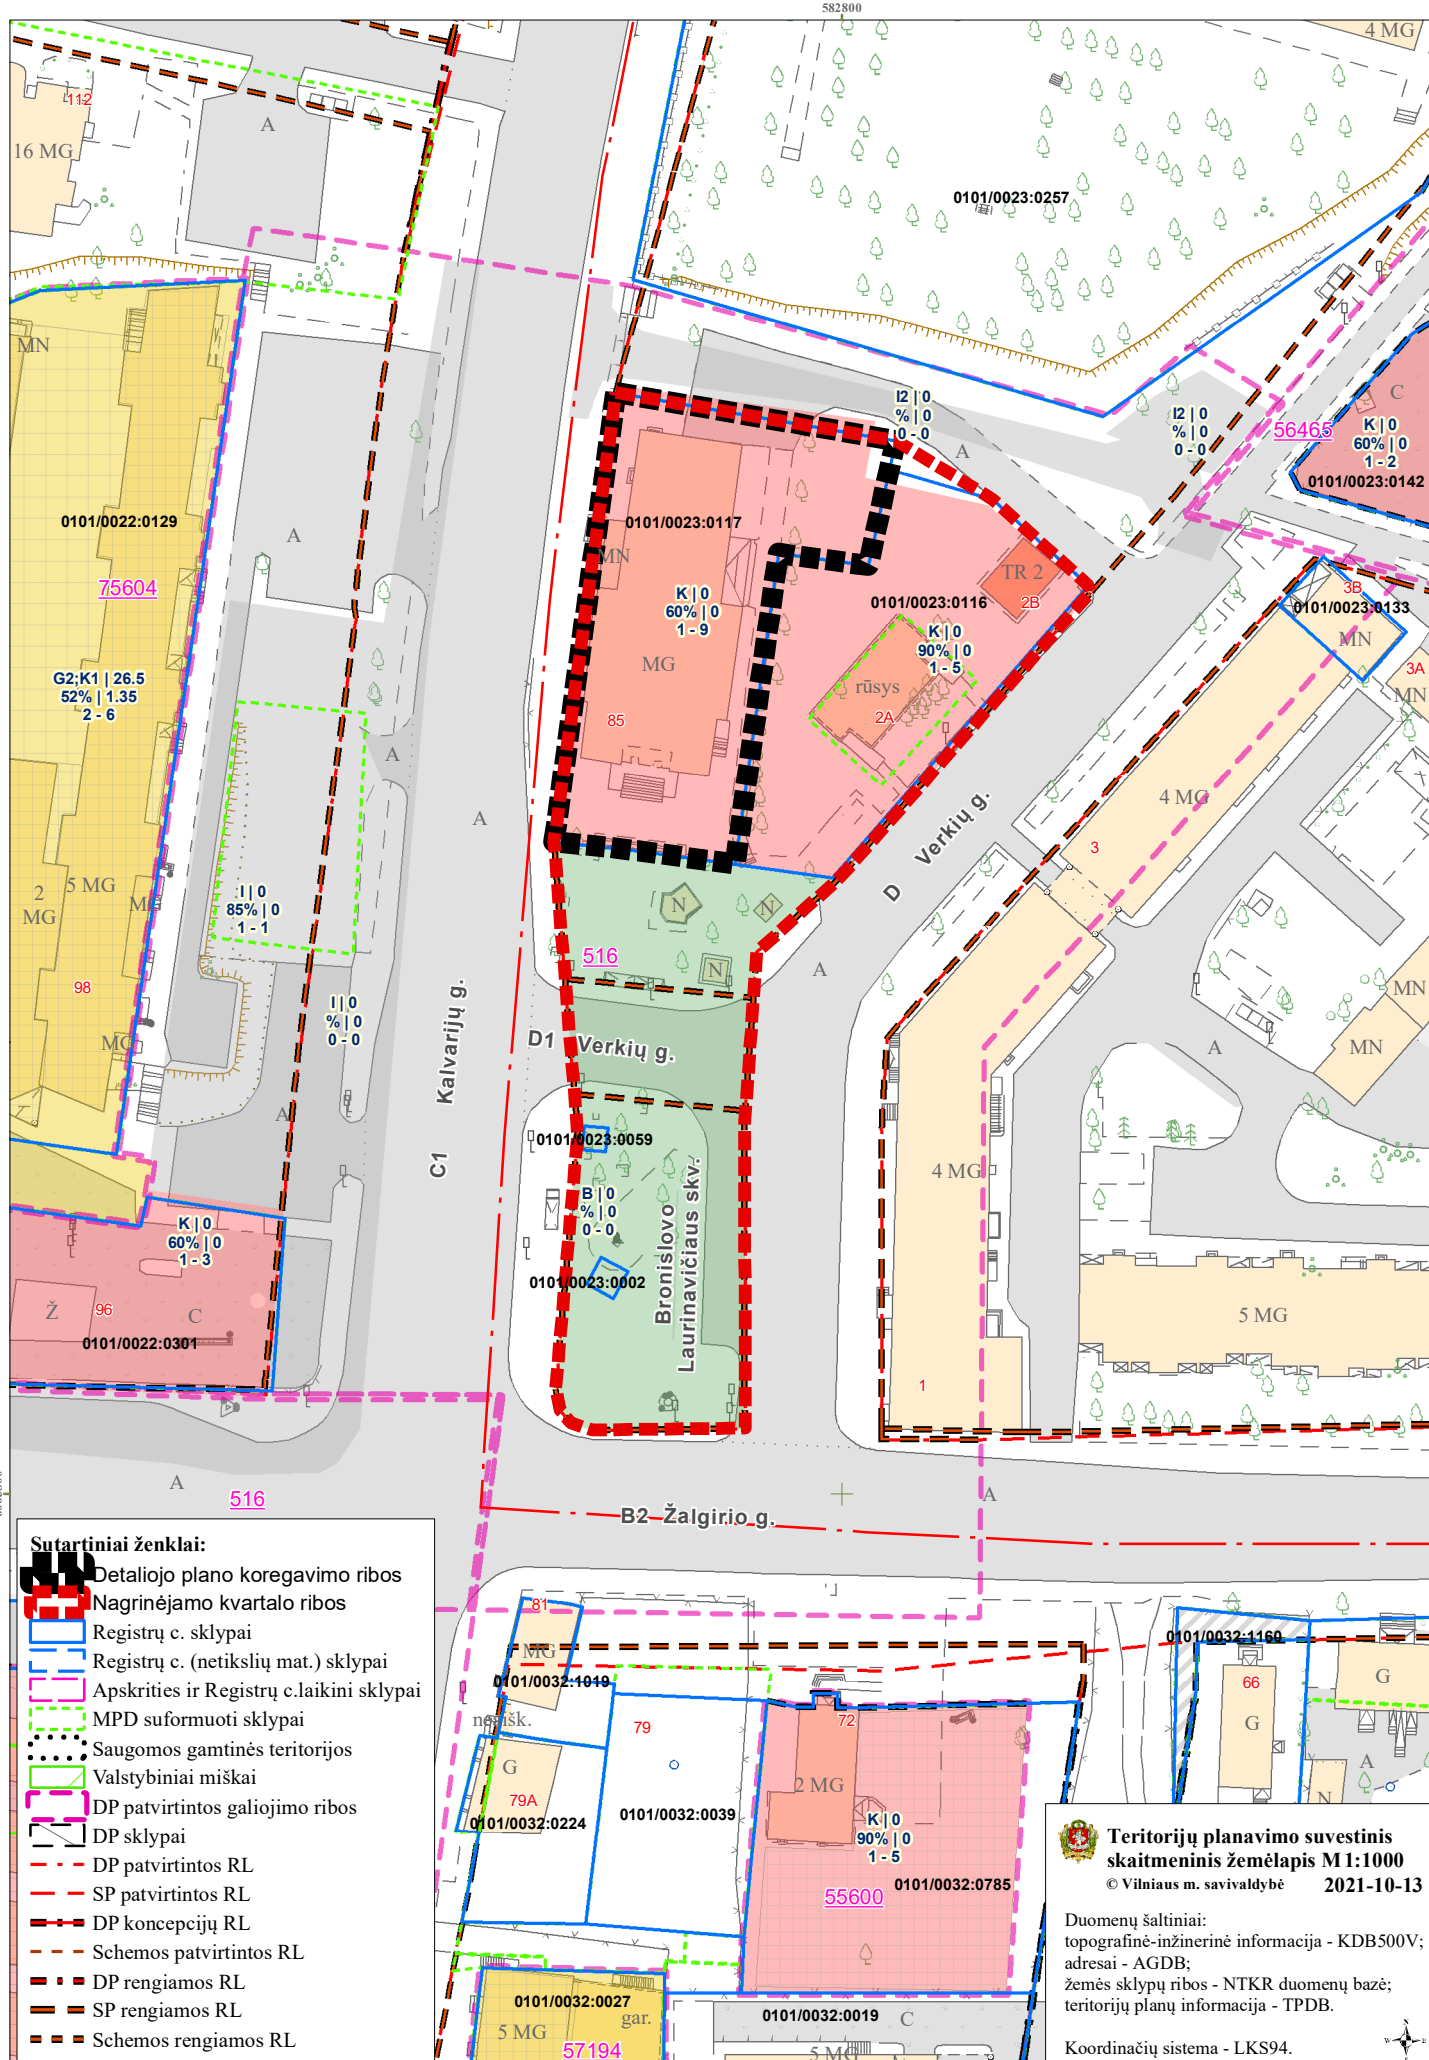 582800
4 MG
112
A
16 MG
0101/0023:0257
MN
I2 | 0
% | 0
0 - 0
I2 | 0
% | 0
0 - 0
56465
C
K | 0
60% | 0
1 - 2
0101/0023:0142
A
0101/0022:0129
A
0101/0023:0117
MN
75604
K | 0
60% | 0
1 - 9
TR 2
2B
0101/0023:0116
K | 0
90% | 0
1 - 5
3B
0101/0023:0133
MN
3A
MN
G2;K1 | 26.5
52% | 1.35
2 - 6
MG
rūsys
85
2A
A
A
4 MG
3
Verkių g.
D
2
MG
5 MG
MG
I | 0
85% | 0
1 - 1
N
N
516
N
A
98
MG
I | 0
% | 0
0 - 0
MN
Kalvarijų g.
C1
D1 Verkių g.
A
MN
A
0101/0023:0059
4 MG
B | 0
% | 0
0 - 0
Bronislovo
Laurinavičiaus skv.
K | 0
60% | 0
1 - 3
0101/0023:0002
Ž
96
C
0101/0022:0301
5 MG
1
A
516
A
B2 Žalgirio g.
Sutartiniai ženklai:
Detaliojo plano koregavimo ribos
Nagrinėjamo kvartalo ribos
Registrų c. sklypai
Registrų c. (netikslių mat.) sklypai
Apskrities ir Registrų c.laikini sklypai
MPD suformuoti sklypai
Saugomos gamtinės teritorijos
Valstybiniai miškai
DP patvirtintos galiojimo ribos
DP sklypai
DP patvirtintos RL
SP patvirtintos RL
DP koncepcijų RL
Schemos patvirtintos RL
DP rengiamos RL
SP rengiamos RL
Schemos rengiamos RL
81
MG
0101/0032:1019
79
72
G
79A
0101/0032:0224
0101/0032:0039
2 MG
K | 0
90% | 0
1 - 5
0101/0032:0785
55600
0101/0032:1160
66
G
G
A
N
0101/0032:0027
5 MG
gar.
57194
0101/0032:0019
C
5 MG
Teritorijų planavimo suvestinis
skaitmeninis žemėlapis M 1:1000
© Vilniaus m. savivaldybė 2021-10-13
Duomenų šaltiniai:
topografinė-inžinerinė informacija - KDB500V;
adresai - AGDB;
žemės sklypų ribos - NTKR duomenų bazė;
teritorijų planų informacija - TPDB.
Koordinačių sistema - LKS94.